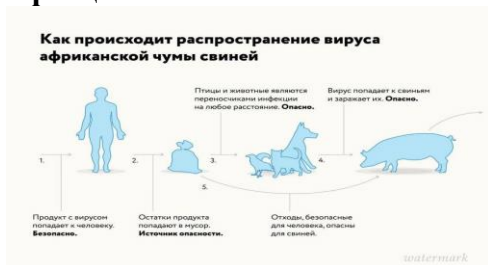 Как происходит распространение вируса
африканской чумы свиней
Птицы и животные являются
переносчиками инфекции
на любое расстояние. Опасно.
Вирус попадает к свиньям
и заражает их. Опасно.
1.
2.
3.
4.
5.
Продукт с вирусом
попадает к человеку.
Безопасно.
Остатки продукта
попадают в мусор.
Источник опасности.
Отходы, безопасные
для человека, опасны
для свиней.
watermark